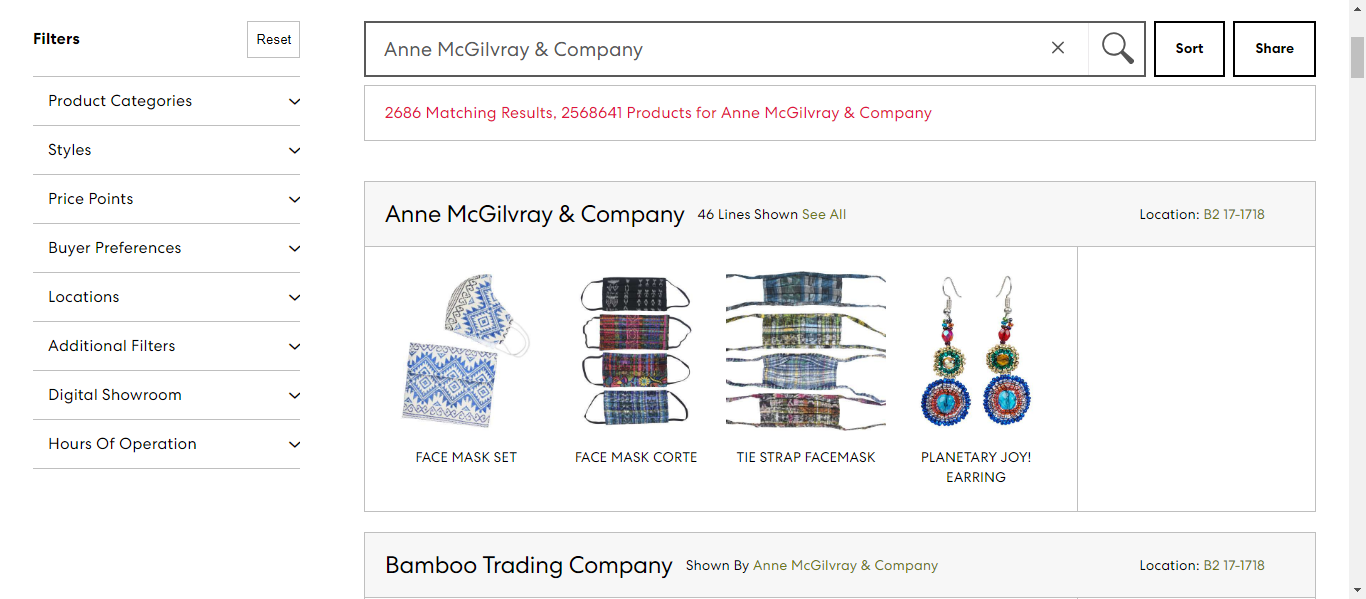 Filters
Reset
Product Categories
Styles
Price Points
Buyer Preferences
Locations
Additional Filters
Digital Showroom
Hours Of Operation
Anne McGilvray & Company
Sort
Share
2686 Matching Results, 2568641 Products for Anne McGilvray & Company
Anne McGilvray & Company 46 Lines Shown See All Location: B2 17-1718
FACE MASK SET
FACE MASK CORTE
TIE STRAP FACEMASK
PLANETARY JOY!
EARRING
Bamboo Trading Company Shown By Anne McGilvray & Company Location: B2 17-1718